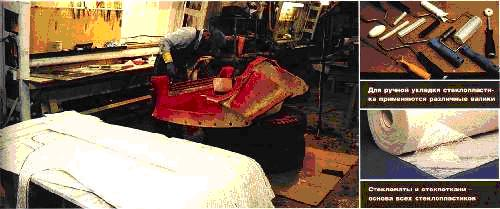 Для ручной укладки стеклопласти-
ка применяются различные валики
Стекломаты и стеклоткани -
основа всех стеклопластиков